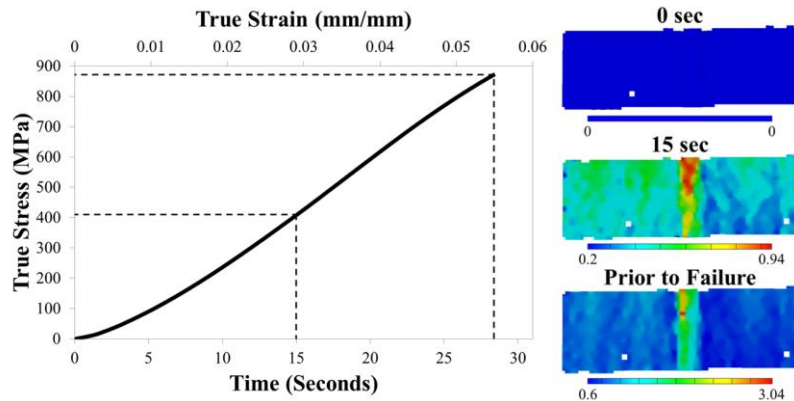 True Strain (mm/mm)
0 0.01 0.02 0.03 0.04 0.05 0.06
900
800
700
600
500
400
300
200
100
0
True Stress (MPa)
0 5 10 15 20 25 30
Time (Seconds)
0 sec
0 0
15 sec
0.2 0.94
Prior to Failure
0.6 3.04